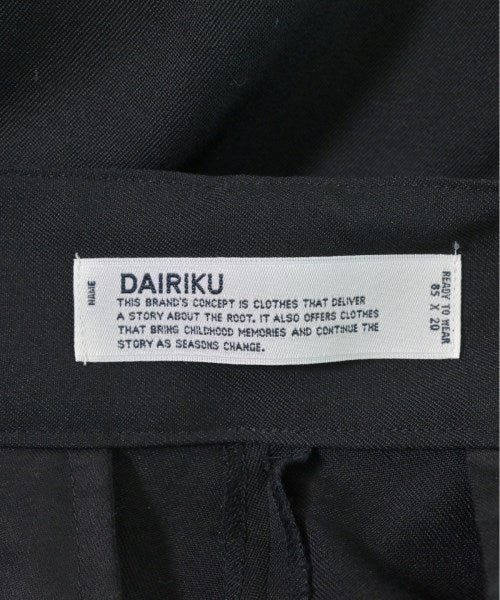 NAME
DAIRIKU
THIS BRAND'S CONCEPT IS CLOTHES THAT DELIVER
A STORY ABOUT THE ROOT. IT ALSO OFFERS CLOTHES
THAT BRING CHILDHOOD MEMORIES AND CONTINUE THE
STORY AS SEASONS CHANGE.
READY TO WEAR
85 X 20